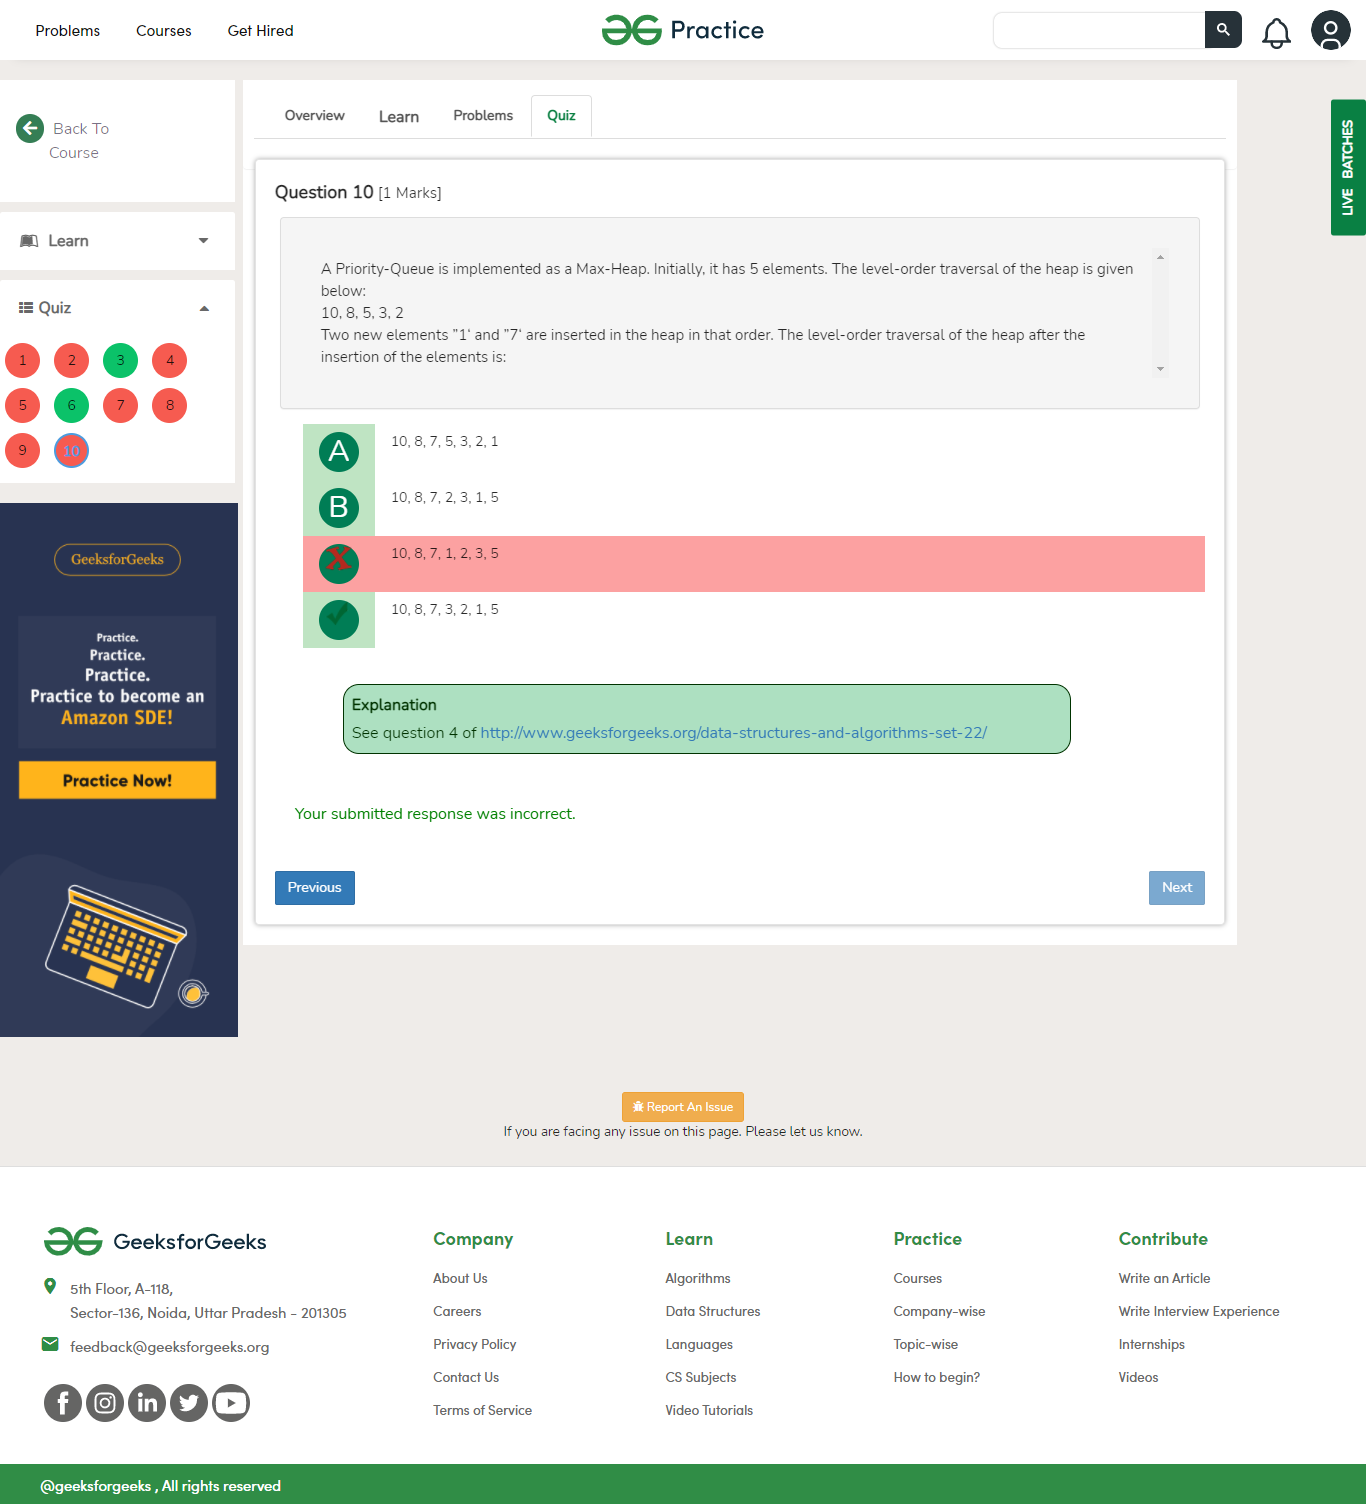 Problems
Courses
Get Hired
Practice
Back To
Course
Learn
Quiz
1
2
3
4
5
6
7
8
9
10
GeeksforGeeks
Practice.
Practice.
Practice.
Practice to become an
Amazon SDE!
Practice Now!
Overview
Learn
Problems
Quiz
Question 10 [1 Marks]
A Priority-Queue is implemented as a Max-Heap. Initially, it has 5 elements. The level-order traversal of the heap is given
below:
10, 8, 5, 3, 2
Two new elements ”1‘ and ”7‘ are inserted in the heap in that order. The level-order traversal of the heap after the
insertion of the elements is:
A
10, 8, 7, 5, 3, 2, 1
B
10, 8, 7, 2, 3, 1, 5
X
10, 8, 7, 1, 2, 3, 5
10, 8, 7, 3, 2, 1, 5
Explanation
See question 4 of http://www.geeksforgeeks.org/data-structures-and-algorithms-set-22/
Your submitted response was incorrect.
Previous
Next
LIVE BATCHES
Report An Issue
If you are facing any issue on this page. Please let us know.
GeeksforGeeks
5th Floor, A-118,
Sector-136, Noida, Uttar Pradesh - 201305
feedback@geeksforgeeks.org
Company
About Us
Careers
Privacy Policy
Contact Us
Terms of Service
Learn
Algorithms
Data Structures
Languages
CS Subjects
Video Tutorials
Practice
Courses
Company-wise
Topic-wise
How to begin?
Contribute
Write an Article
Write Interview Experience
Internships
Videos
@geeksforgeeks , All rights reserved